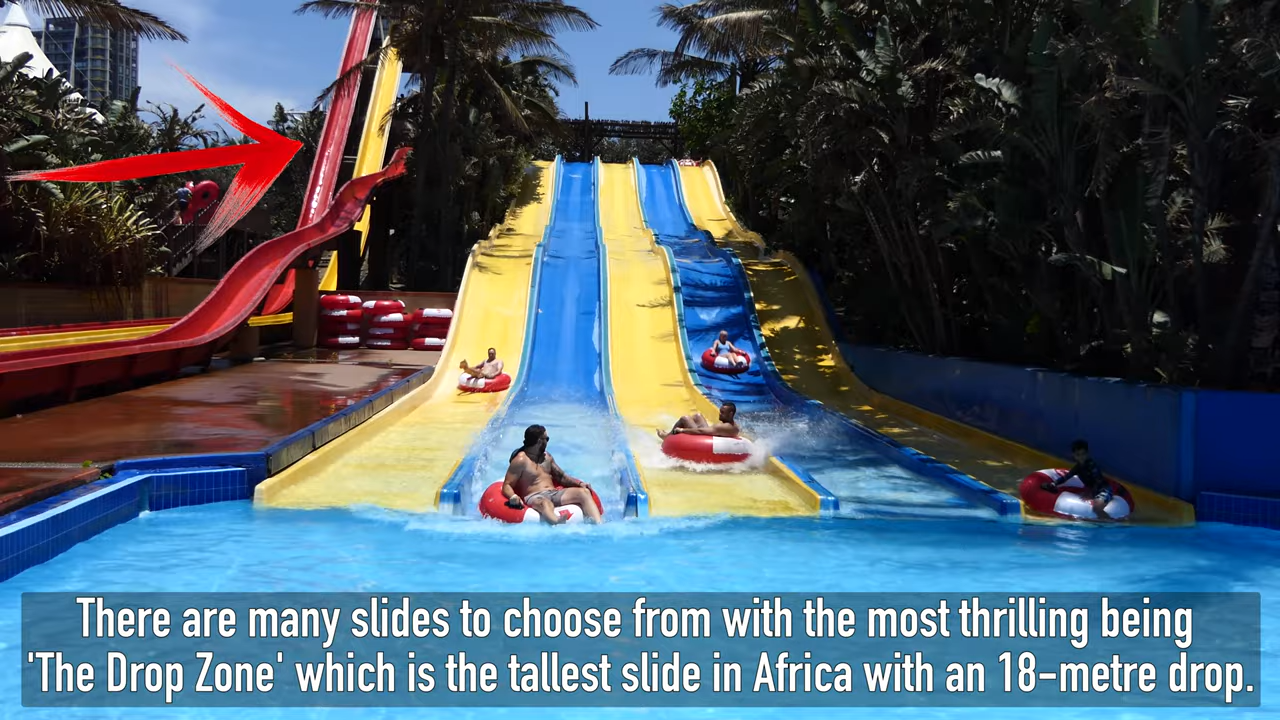 There are many slides to choose from with the most thrilling being
'The Drop Zone' which is the tallest slide in Africa with an 18-metre drop.